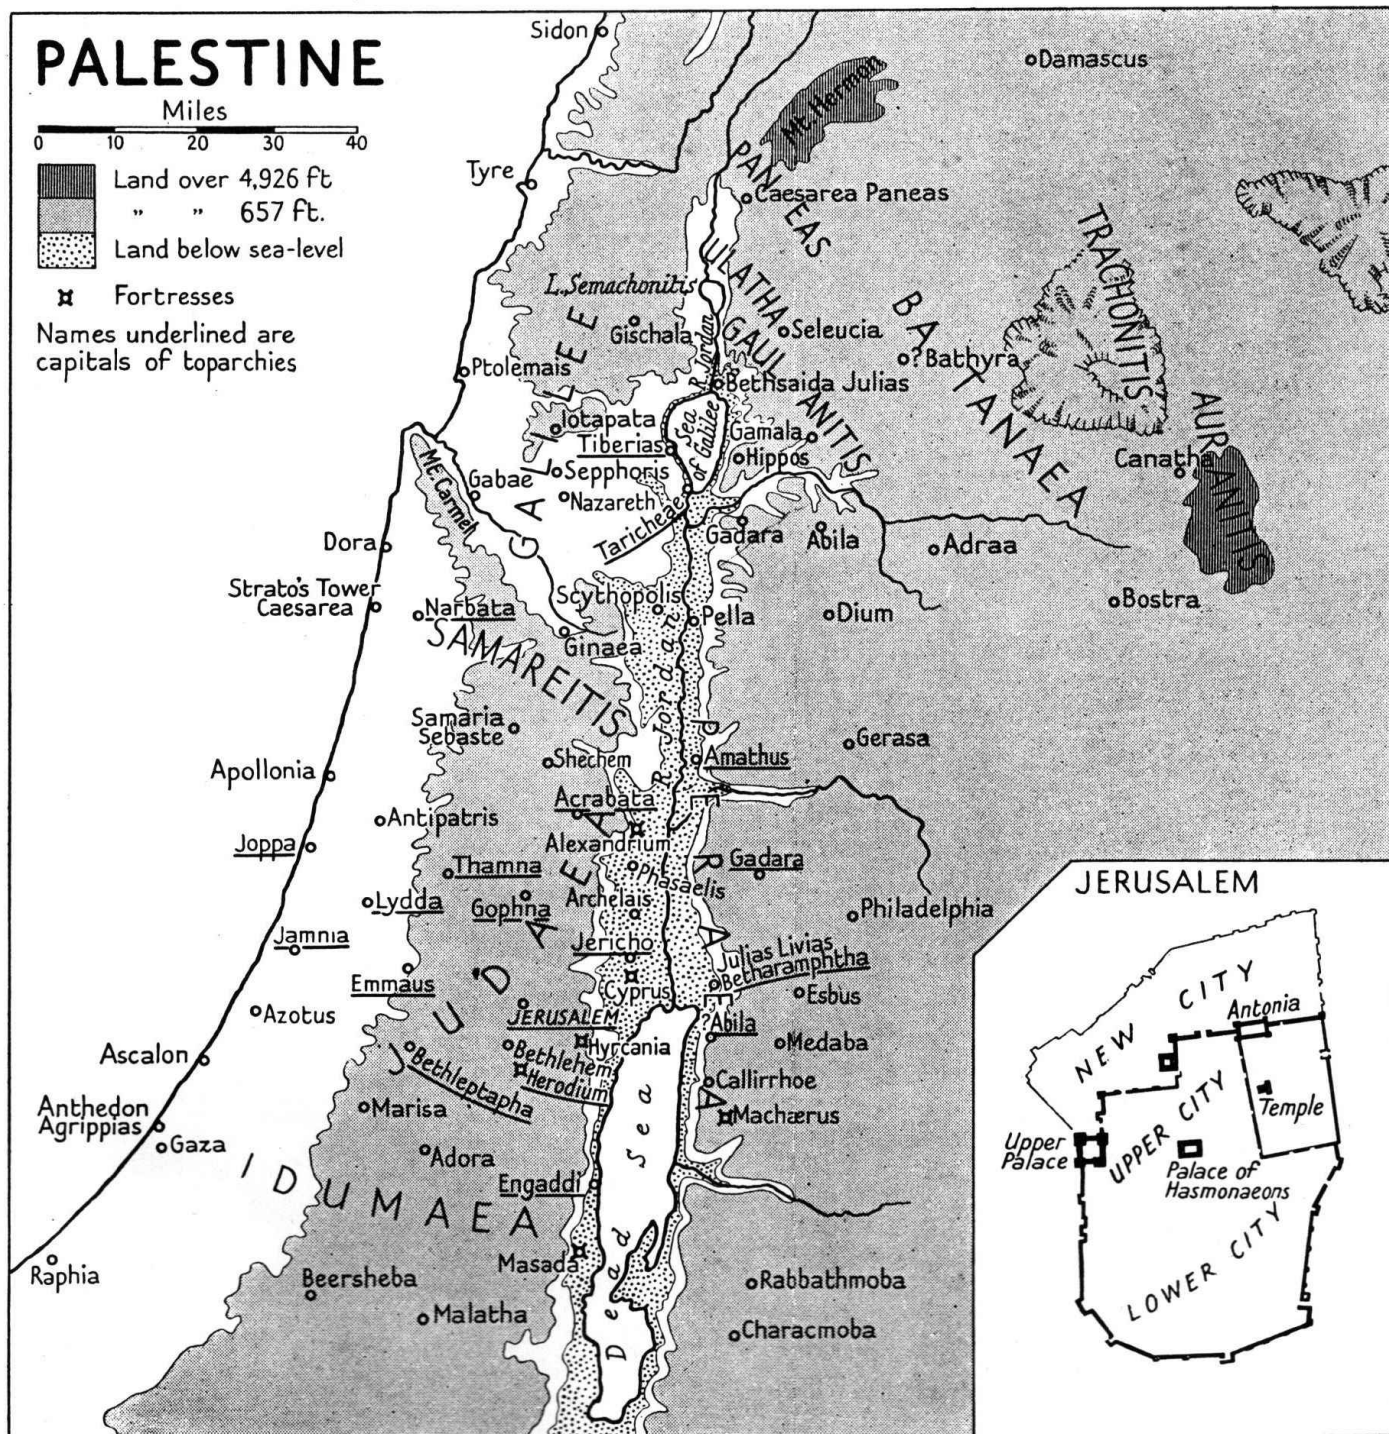 PALESTINE
Miles
0 10 20 30 40
Land over 4,926 ft
" " 657 ft.
Land below sea-level
Fortresses
Names underlined are
capitals of toparchies
Sidon
Damascus
Mt. Hermon
Tyre
PANEAS
Caesarea Paneas
TRACHONITIS
ULATHA
L. Semachonitis
GAULANITIS
BATANAEA
Gischala
R. Jordan
Seleucia
?Bathyra
Ptolemais
Bethsaida Julias
GALILEE
AURANITIS
Iotapata
Sea
of Galilee
Tiberias
Gamala
Hippos
Canatha
Mt. Carmel
Gabae
Sepphoris
Nazareth
Taricheae
Gadara
Abila
Adraa
Dora
Strato's Tower
Caesarea
Narbata
Scythopolis
Pella
Dium
Bostra
SAMAREITIS
Ginaea
R. Jordan
Samaria
Sebaste
Shechem
Amathus
Gerasa
PERAEA
Apollonia
Acrabata
Antipatris
Alexandrium
Joppa
Thamna
Phasaelis
Gadara
JUDAEA
Lydda
Gophna
Archelais
Philadelphia
Jamnia
Jericho
Julias Livias
Betharamphtha
Emmaus
Cyprus
Esbus
Azotus
JERUSALEM
?Abila
Ascalon
Hyrcania
Medaba
Bethlehem
Herodium
Bethleptapha
Callirrhoe
Anthedon
Agrippias
Marisa
Machærus
Gaza
Adora
Dead Sea
IDUMAEA
Engaddi
Masada
Raphia
Beersheba
Malatha
Rabbathmoba
Characmoba
JERUSALEM
NEW CITY
Antonia
UPPER CITY
Temple
Upper
Palace
Palace of
Hasmonaeons
LOWER CITY